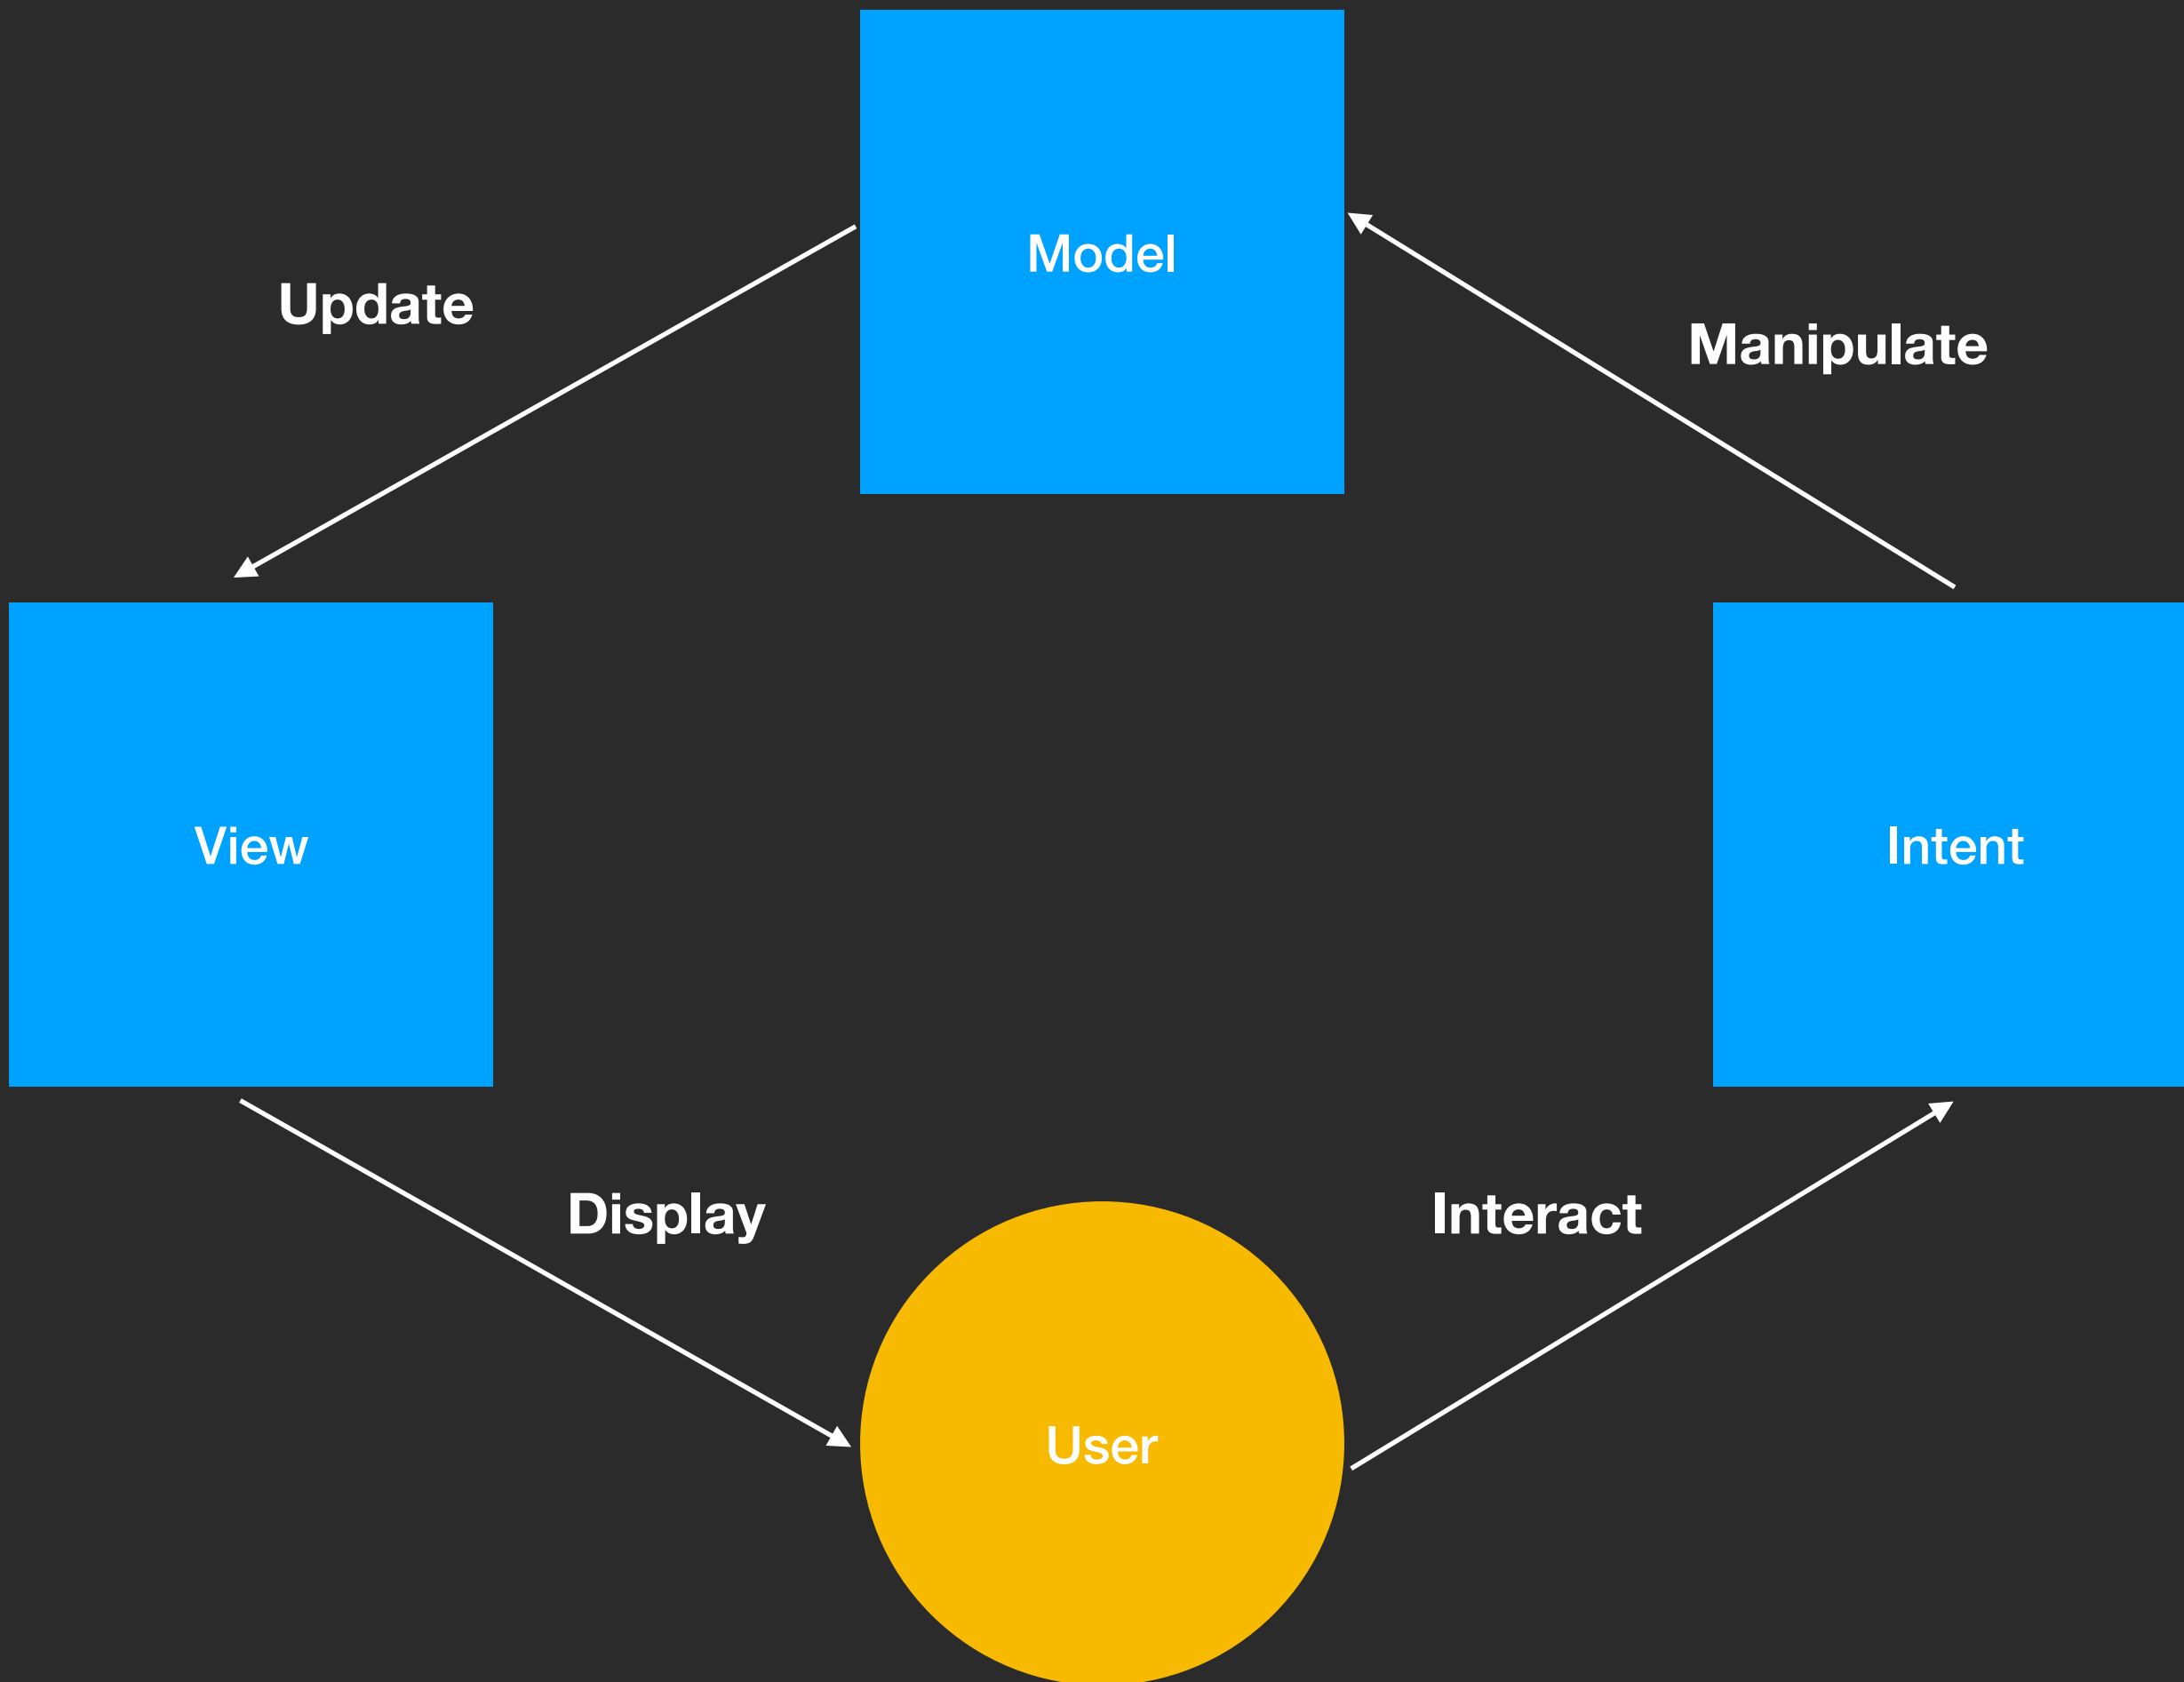 Model
Update
Manipulate
View
Intent
Display
Interact
User